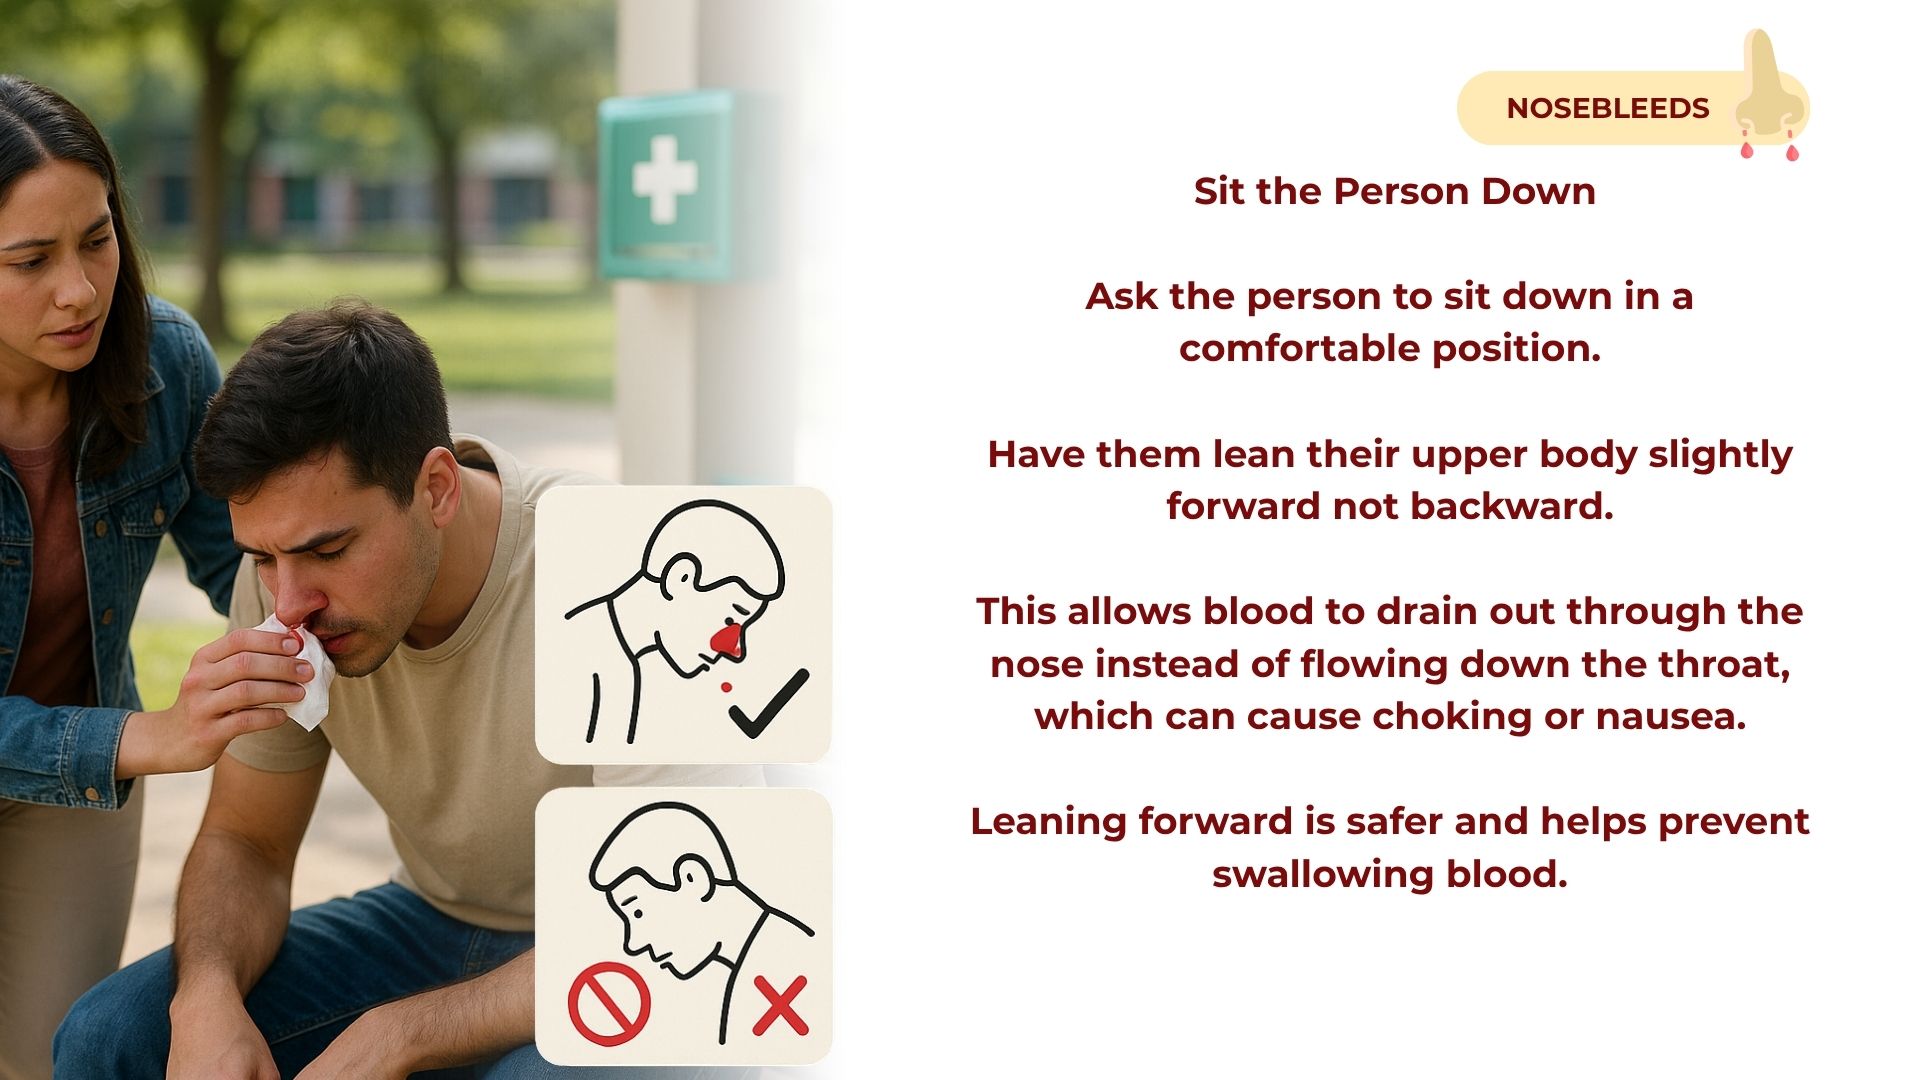 NOSEBLEEDS
Sit the Person Down
Ask the person to sit down in a
comfortable position.
Have them lean their upper body slightly
forward not backward.
This allows blood to drain out through the
nose instead of flowing down the throat,
which can cause choking or nausea.
Leaning forward is safer and helps prevent
swallowing blood.